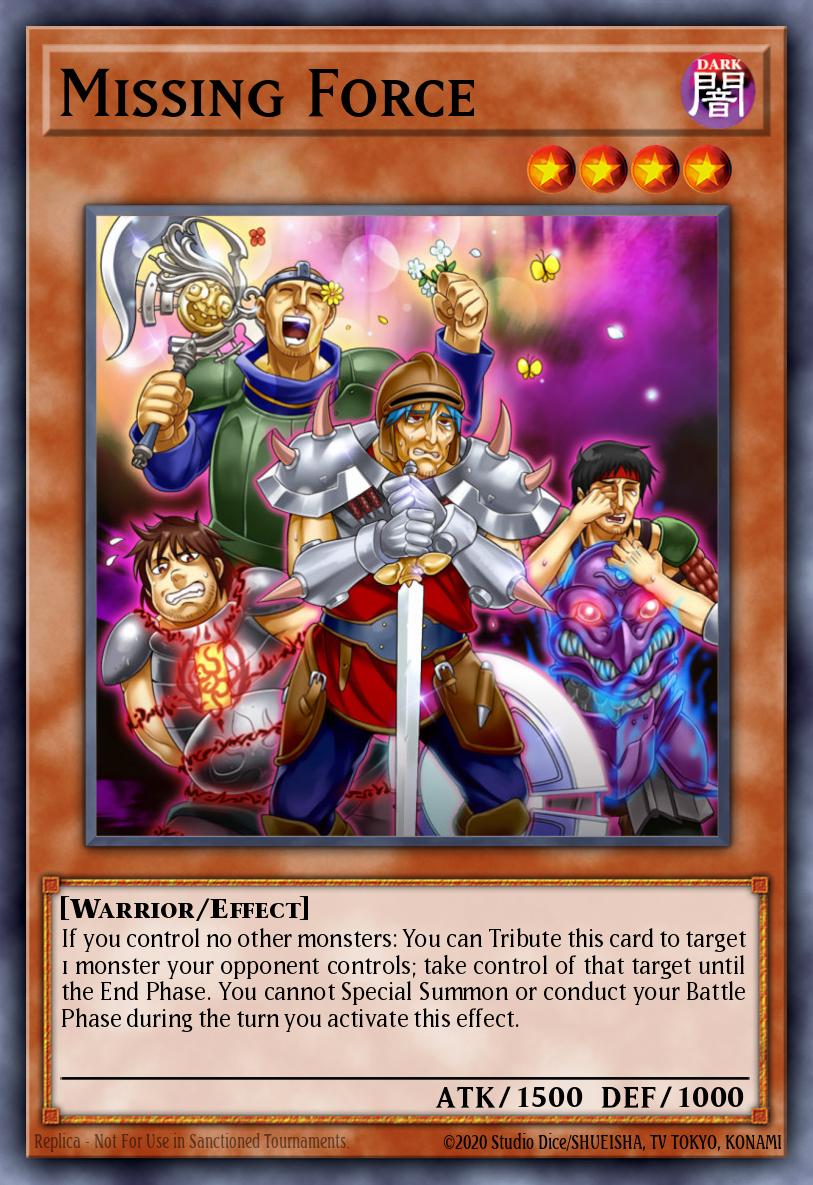 Missing Force
DARK
闇
[Warrior/Effect]
If you control no other monsters: You can Tribute this card to target
1 monster your opponent controls; take control of that target until
the End Phase. You cannot Special Summon or conduct your Battle
Phase during the turn you activate this effect.
ATK/1500 DEF/1000
Replica - Not For Use in Sanctioned Tournaments.
©2020 Studio Dice/SHUEISHA, TV TOKYO, KONAMI